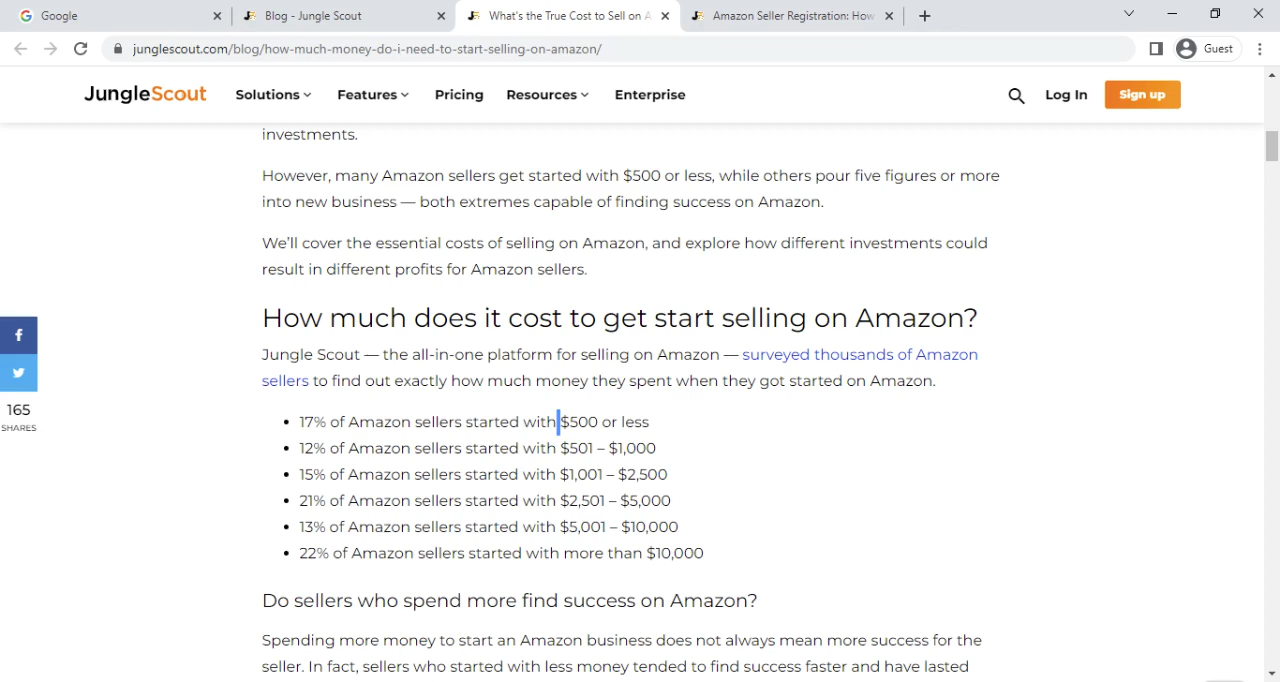 Google
Blog - Jungle Scout
What's the True Cost to Sell on A
Amazon Seller Registration: How
junglescout.com/blog/how-much-money-do-i-need-to-start-selling-on-amazon/
Guest
JungleScout
Solutions
Features
Pricing
Resources
Enterprise
Log In
Sign up
investments.
However, many Amazon sellers get started with $500 or less, while others pour five figures or more
into new business — both extremes capable of finding success on Amazon.
We'll cover the essential costs of selling on Amazon, and explore how different investments could
result in different profits for Amazon sellers.
How much does it cost to get start selling on Amazon?
Jungle Scout — the all-in-one platform for selling on Amazon — surveyed thousands of Amazon
sellers to find out exactly how much money they spent when they got started on Amazon.
165
SHARES
• 17% of Amazon sellers started with $500 or less
• 12% of Amazon sellers started with $501 – $1,000
• 15% of Amazon sellers started with $1,001 – $2,500
• 21% of Amazon sellers started with $2,501 – $5,000
• 13% of Amazon sellers started with $5,001 – $10,000
• 22% of Amazon sellers started with more than $10,000
Do sellers who spend more find success on Amazon?
Spending more money to start an Amazon business does not always mean more success for the
seller. In fact, sellers who started with less money tended to find success faster and have lasted